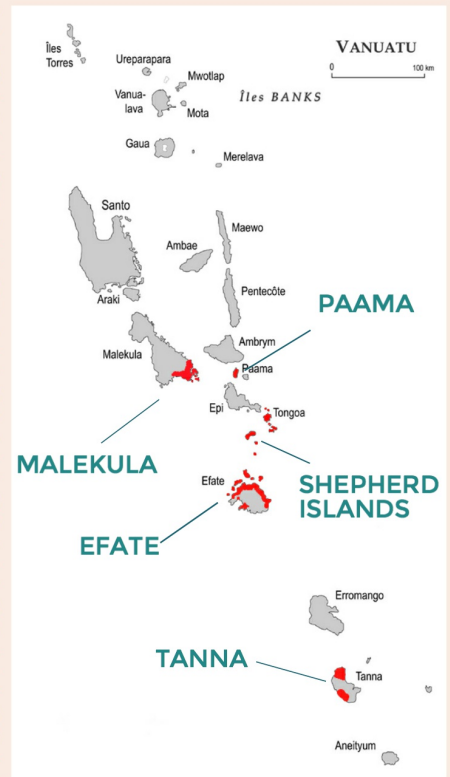 VANUATU
0 100 km
Îles
Torres
Ureparapara
Mwotlap
Vanua-
lava
Îles BANKS
Mota
Gaua
Merelava
Santo
Maewo
Ambae
Pentecôte
Araki
PAAMA
Malekula
Ambrym
Paama
Epi
Tongoa
MALEKULA
Efate
SHEPHERD
ISLANDS
EFATE
Erromango
TANNA
Tanna
Aneityum